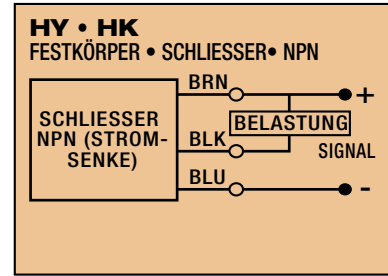 HY • HK
FESTKÖRPER • SCHLIESSER• NPN
BRN
+
SCHLIESSER
NPN (STROM-
SENKE)
BELASTUNG
BLK
SIGNAL
BLU
-